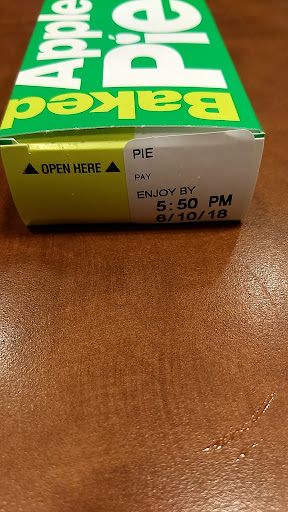 Baked
Apple
Pie
▲ OPEN HERE ▲
PIE
PAY
ENJOY BY
5:50 PM
6/10/18